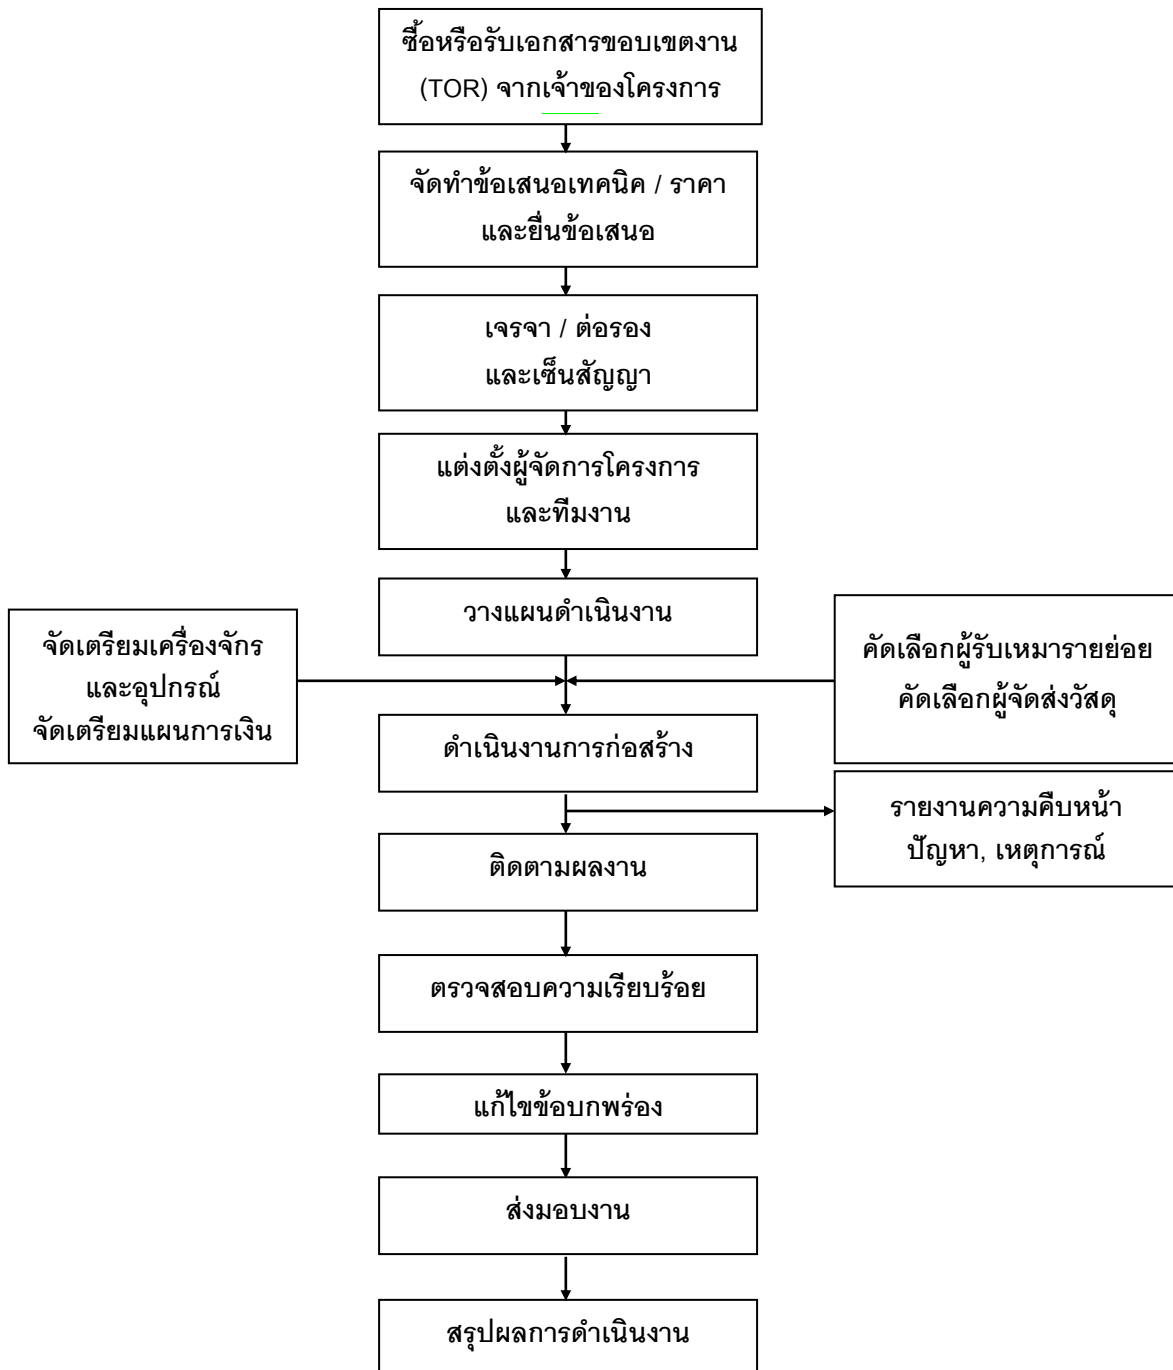 ซื้อหรือรับเอกสารขอบเขตงาน
(TOR) จากเจ้าของโครงการ
จัดทำข้อเสนอเทคนิค / ราคา
และยื่นข้อเสนอ
เจรจา / ต่อรอง
และเซ็นสัญญา
แต่งตั้งผู้จัดการโครงการ
และทีมงาน
วางแผนดำเนินงาน
จัดเตรียมเครื่องจักร
และอุปกรณ์
จัดเตรียมแผนการเงิน
คัดเลือกผู้รับเหมารายย่อย
คัดเลือกผู้จัดส่งวัสดุ
ดำเนินงานการก่อสร้าง
รายงานความคืบหน้า
ปัญหา, เหตุการณ์
ติดตามผลงาน
ตรวจสอบความเรียบร้อย
แก้ไขข้อบกพร่อง
ส่งมอบงาน
สรุปผลการดำเนินงาน